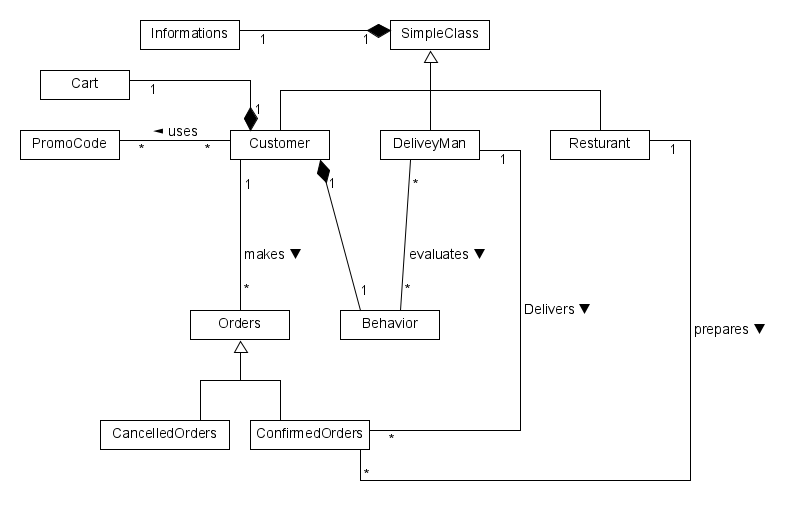 Informations
SimpleClass
1
1
Cart
1
1
◄ uses
PromoCode
*
*
Customer
DeliveyMan
Resturant
1
1
1
1
*
makes ▼
evaluates ▼
*
1
*
Delivers ▼
Orders
Behavior
prepares ▼
CancelledOrders
ConfirmedOrders
*
*